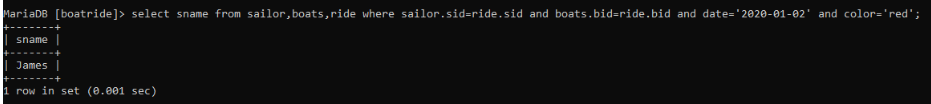 MariaDB [boatride]> select sname from sailor,boats,ride where sailor.sid=ride.sid and boats.bid=ride.bid and date='2020-01-02' and color='red';
+-------+
| sname |
+-------+
| James |
+-------+
1 row in set (0.001 sec)